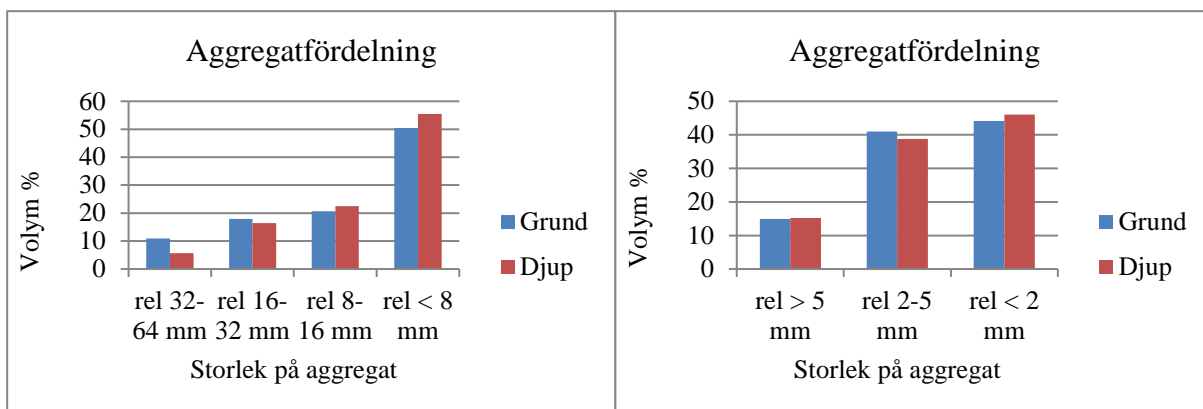 Aggregatfördelning
60
50
40
30
20
10
0
Volym %
rel 32-
64 mm
rel 16-
32 mm
rel 8-
16 mm
rel < 8
mm
Storlek på aggregat
Grund
Djup
Aggregatfördelning
50
40
30
20
10
0
Volym %
rel > 5
mm
rel 2-5
mm
rel < 2
mm
Storlek på aggregat
Grund
Djup